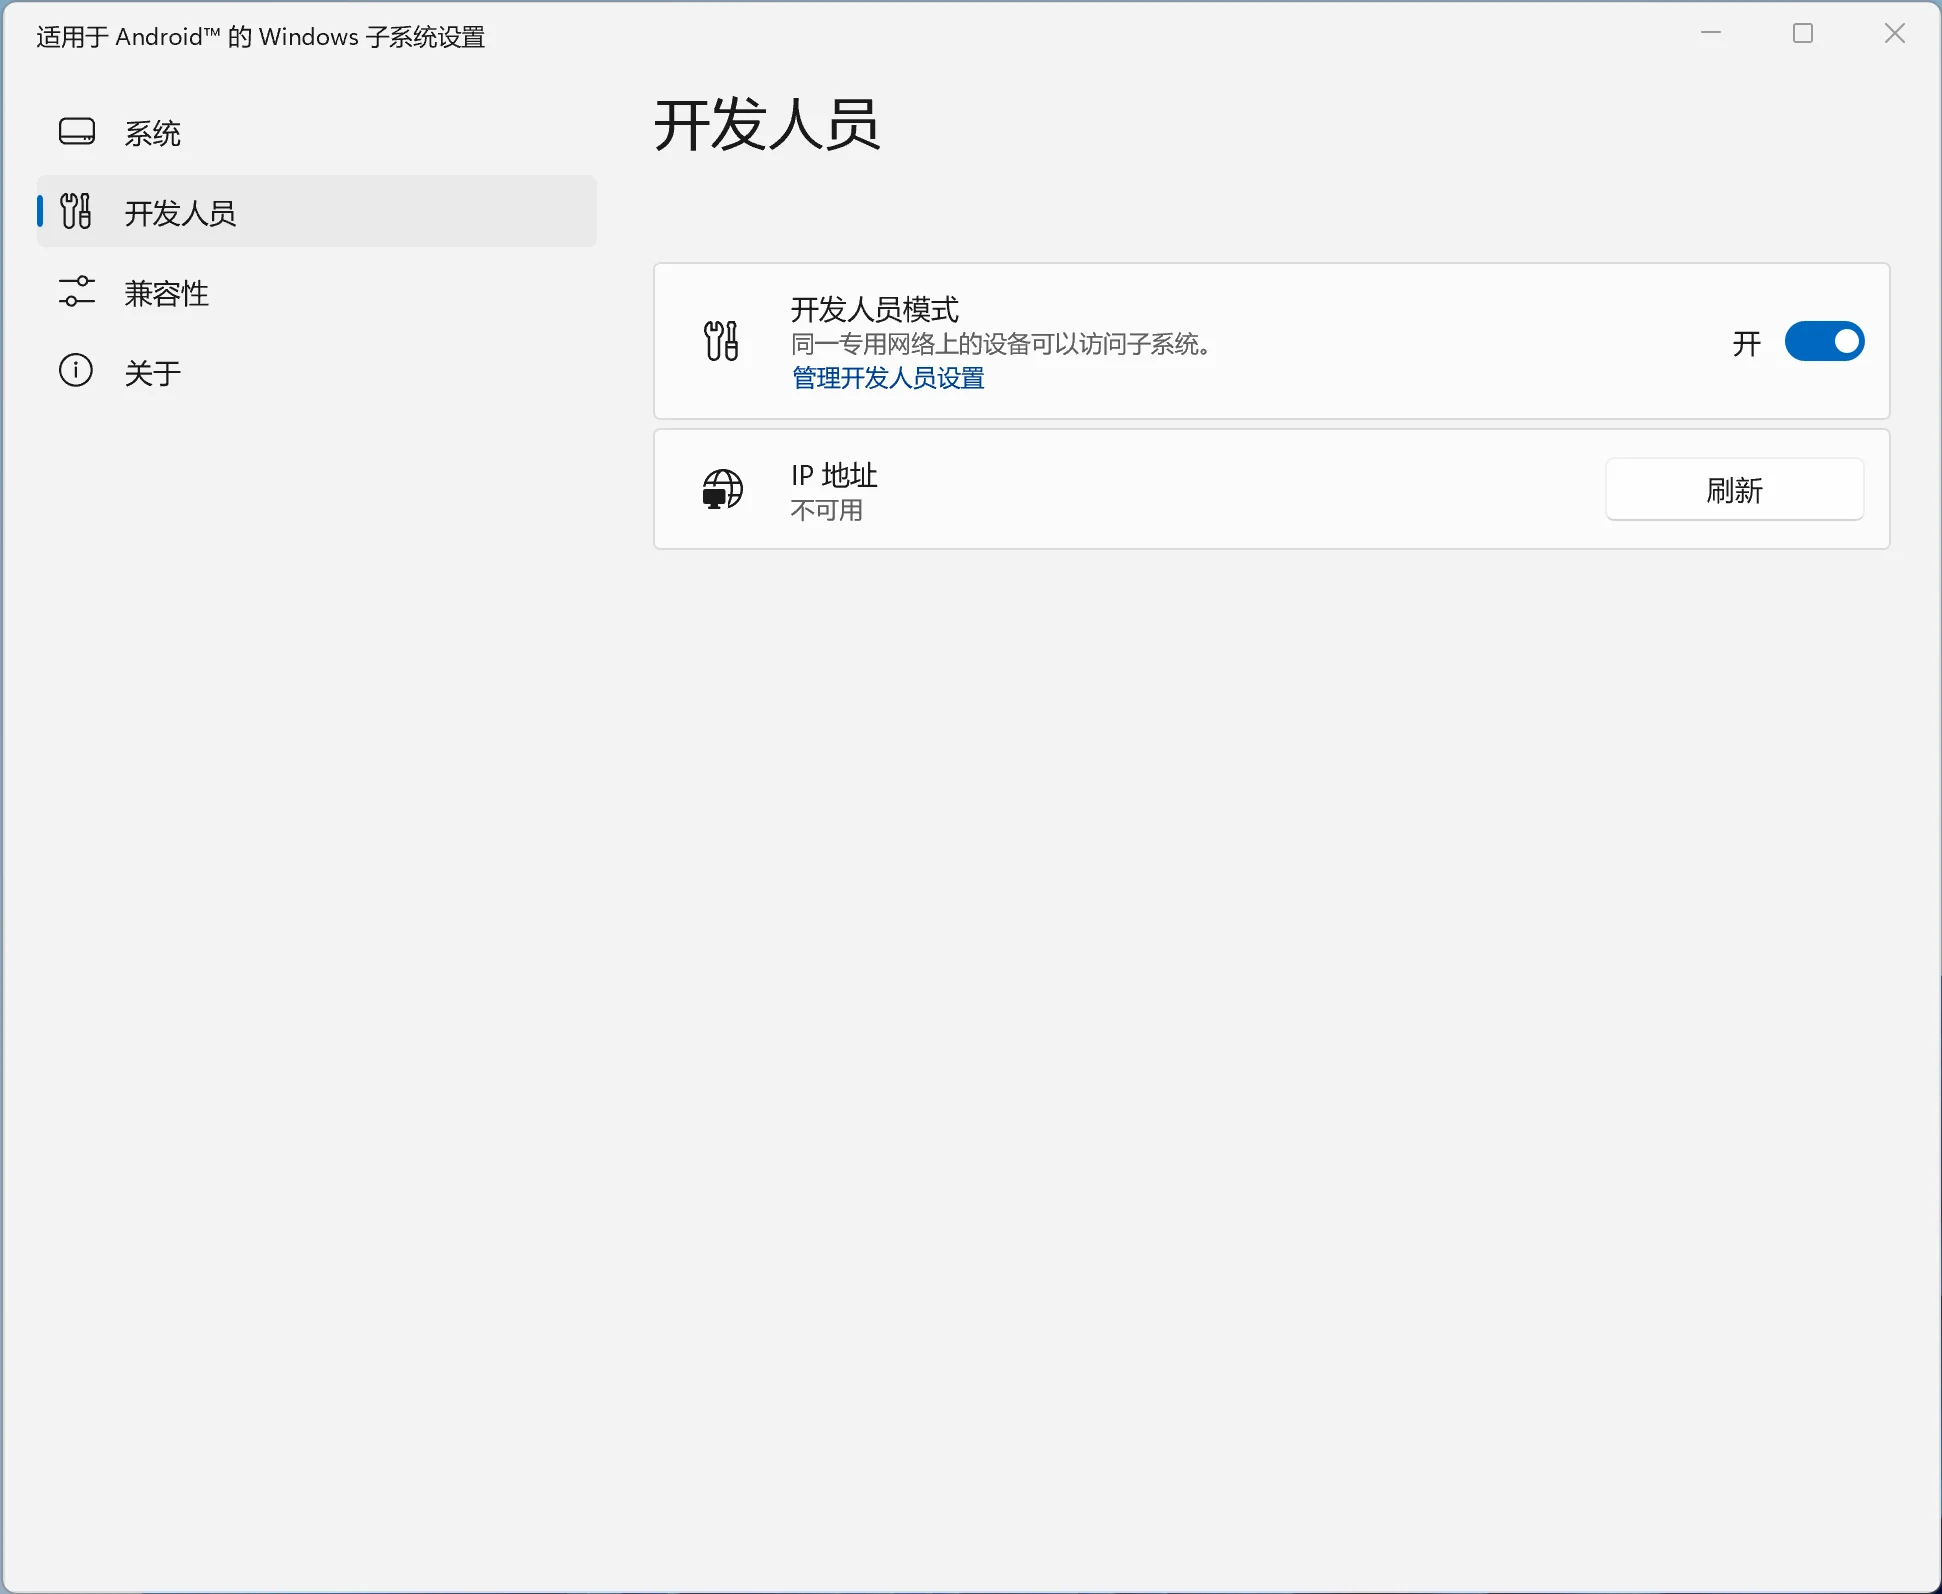 适用于 Android™ 的 Windows 子系统设置
系统
开发人员
兼容性
关于
开发人员
开发人员模式
同一专用网络上的设备可以访问子系统。
管理开发人员设置
开
IP 地址
不可用
刷新